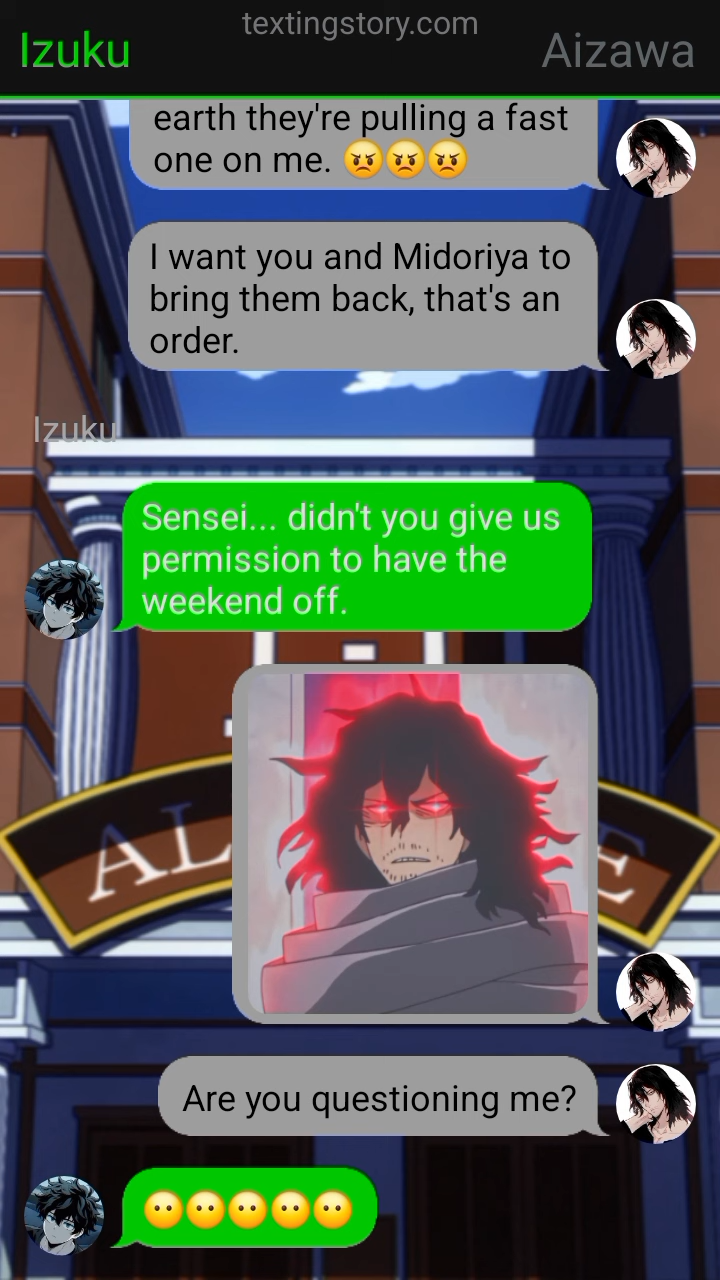 textingstory.com
Izuku
Aizawa
earth they're pulling a fast
one on me. 😡😡😡
I want you and Midoriya to
bring them back, that's an
order.
Izuku
Sensei... didn't you give us
permission to have the
weekend off.
AL
E
Are you questioning me?
😶😶😶😶😶